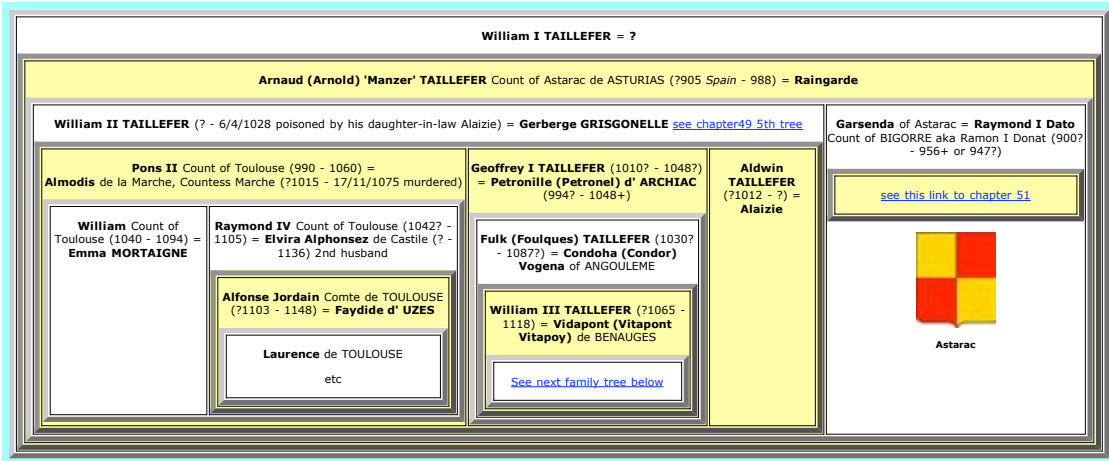 William I TAILLEFER = ?
Arnaud (Arnold) 'Manzer' TAILLEFER Count of Astarac de ASTURIAS (?905 Spain - 988) = Raingarde
William II TAILLEFER (? - 6/4/1028 poisoned by his daughter-in-law Alaizie) = Gerberge GRISGONELLE see chapter49 5th tree
Pons II Count of Toulouse (990 - 1060) =
Almodis de la Marche, Countess Marche (?1015 - 17/11/1075 murdered)
William Count of
Toulouse (1040 - 1094) =
Emma MORTAIGNE
Raymond IV Count of Toulouse (1042? -
1105) = Elvira Alphonsez de Castile (? -
1136) 2nd husband
Alfonse Jordain Comte de TOULOUSE
(?1103 - 1148) = Faydide d' UZES
Laurence de TOULOUSE
etc
Geoffrey I TAILLEFER (1010? - 1048?)
= Petronille (Petronel) d' ARCHIAC
(994? - 1048+)
Fulk (Foulques) TAILLEFER (1030?
- 1087?) = Condoha (Condor)
Vogena of ANGOULEME
William III TAILLEFER (?1065 -
1118) = Vidapont (Vitapont
Vitapoy) de BENAUGES
See next family tree below
Aldwin
TAILLEFER
(?1012 - ?) =
Alaizie
Garsenda of Astarac = Raymond I Dato
Count of BIGORRE aka Ramon I Donat (900?
- 956+ or 947?)
see this link to chapter 51
Astarac